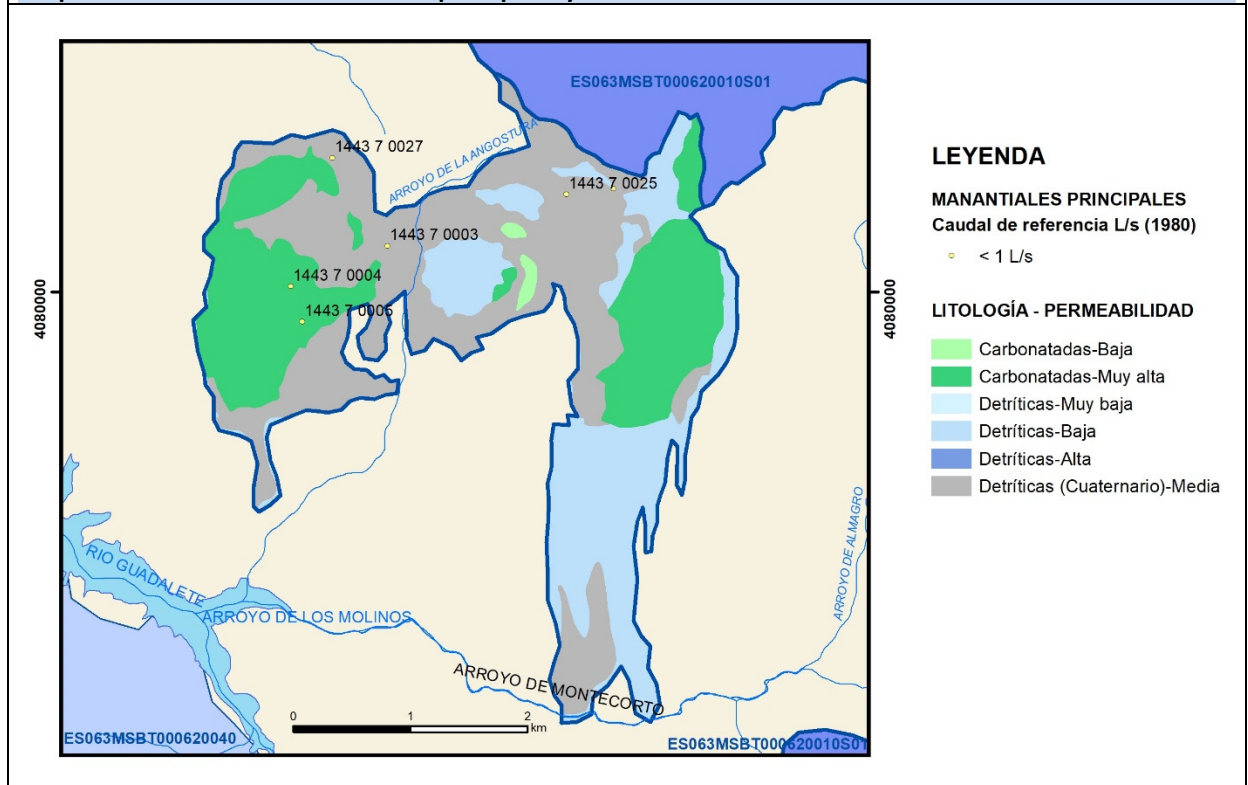 ES063MSBT000620010S01
1443 7 0027
ARROYO DE LA ANGOSTURA
1443 7 0025
1443 7 0003
1443 7 0004
1443 7 0005
4080000
4080000
RIO GUADALETE
ARROYO DE LOS MOLINOS
ARROYO DE MONTECORTO
ARROYO DE ALMAGRO
0 1 2
km
ES063MSBT000620040
ES063MSBT000620010S01
LEYENDA
MANANTIALES PRINCIPALES
Caudal de referencia L/s (1980)
< 1 L/s
LITOLOGÍA - PERMEABILIDAD
Carbonatadas-Baja
Carbonatadas-Muy alta
Detríticas-Muy baja
Detríticas-Baja
Detríticas-Alta
Detríticas (Cuaternario)-Media